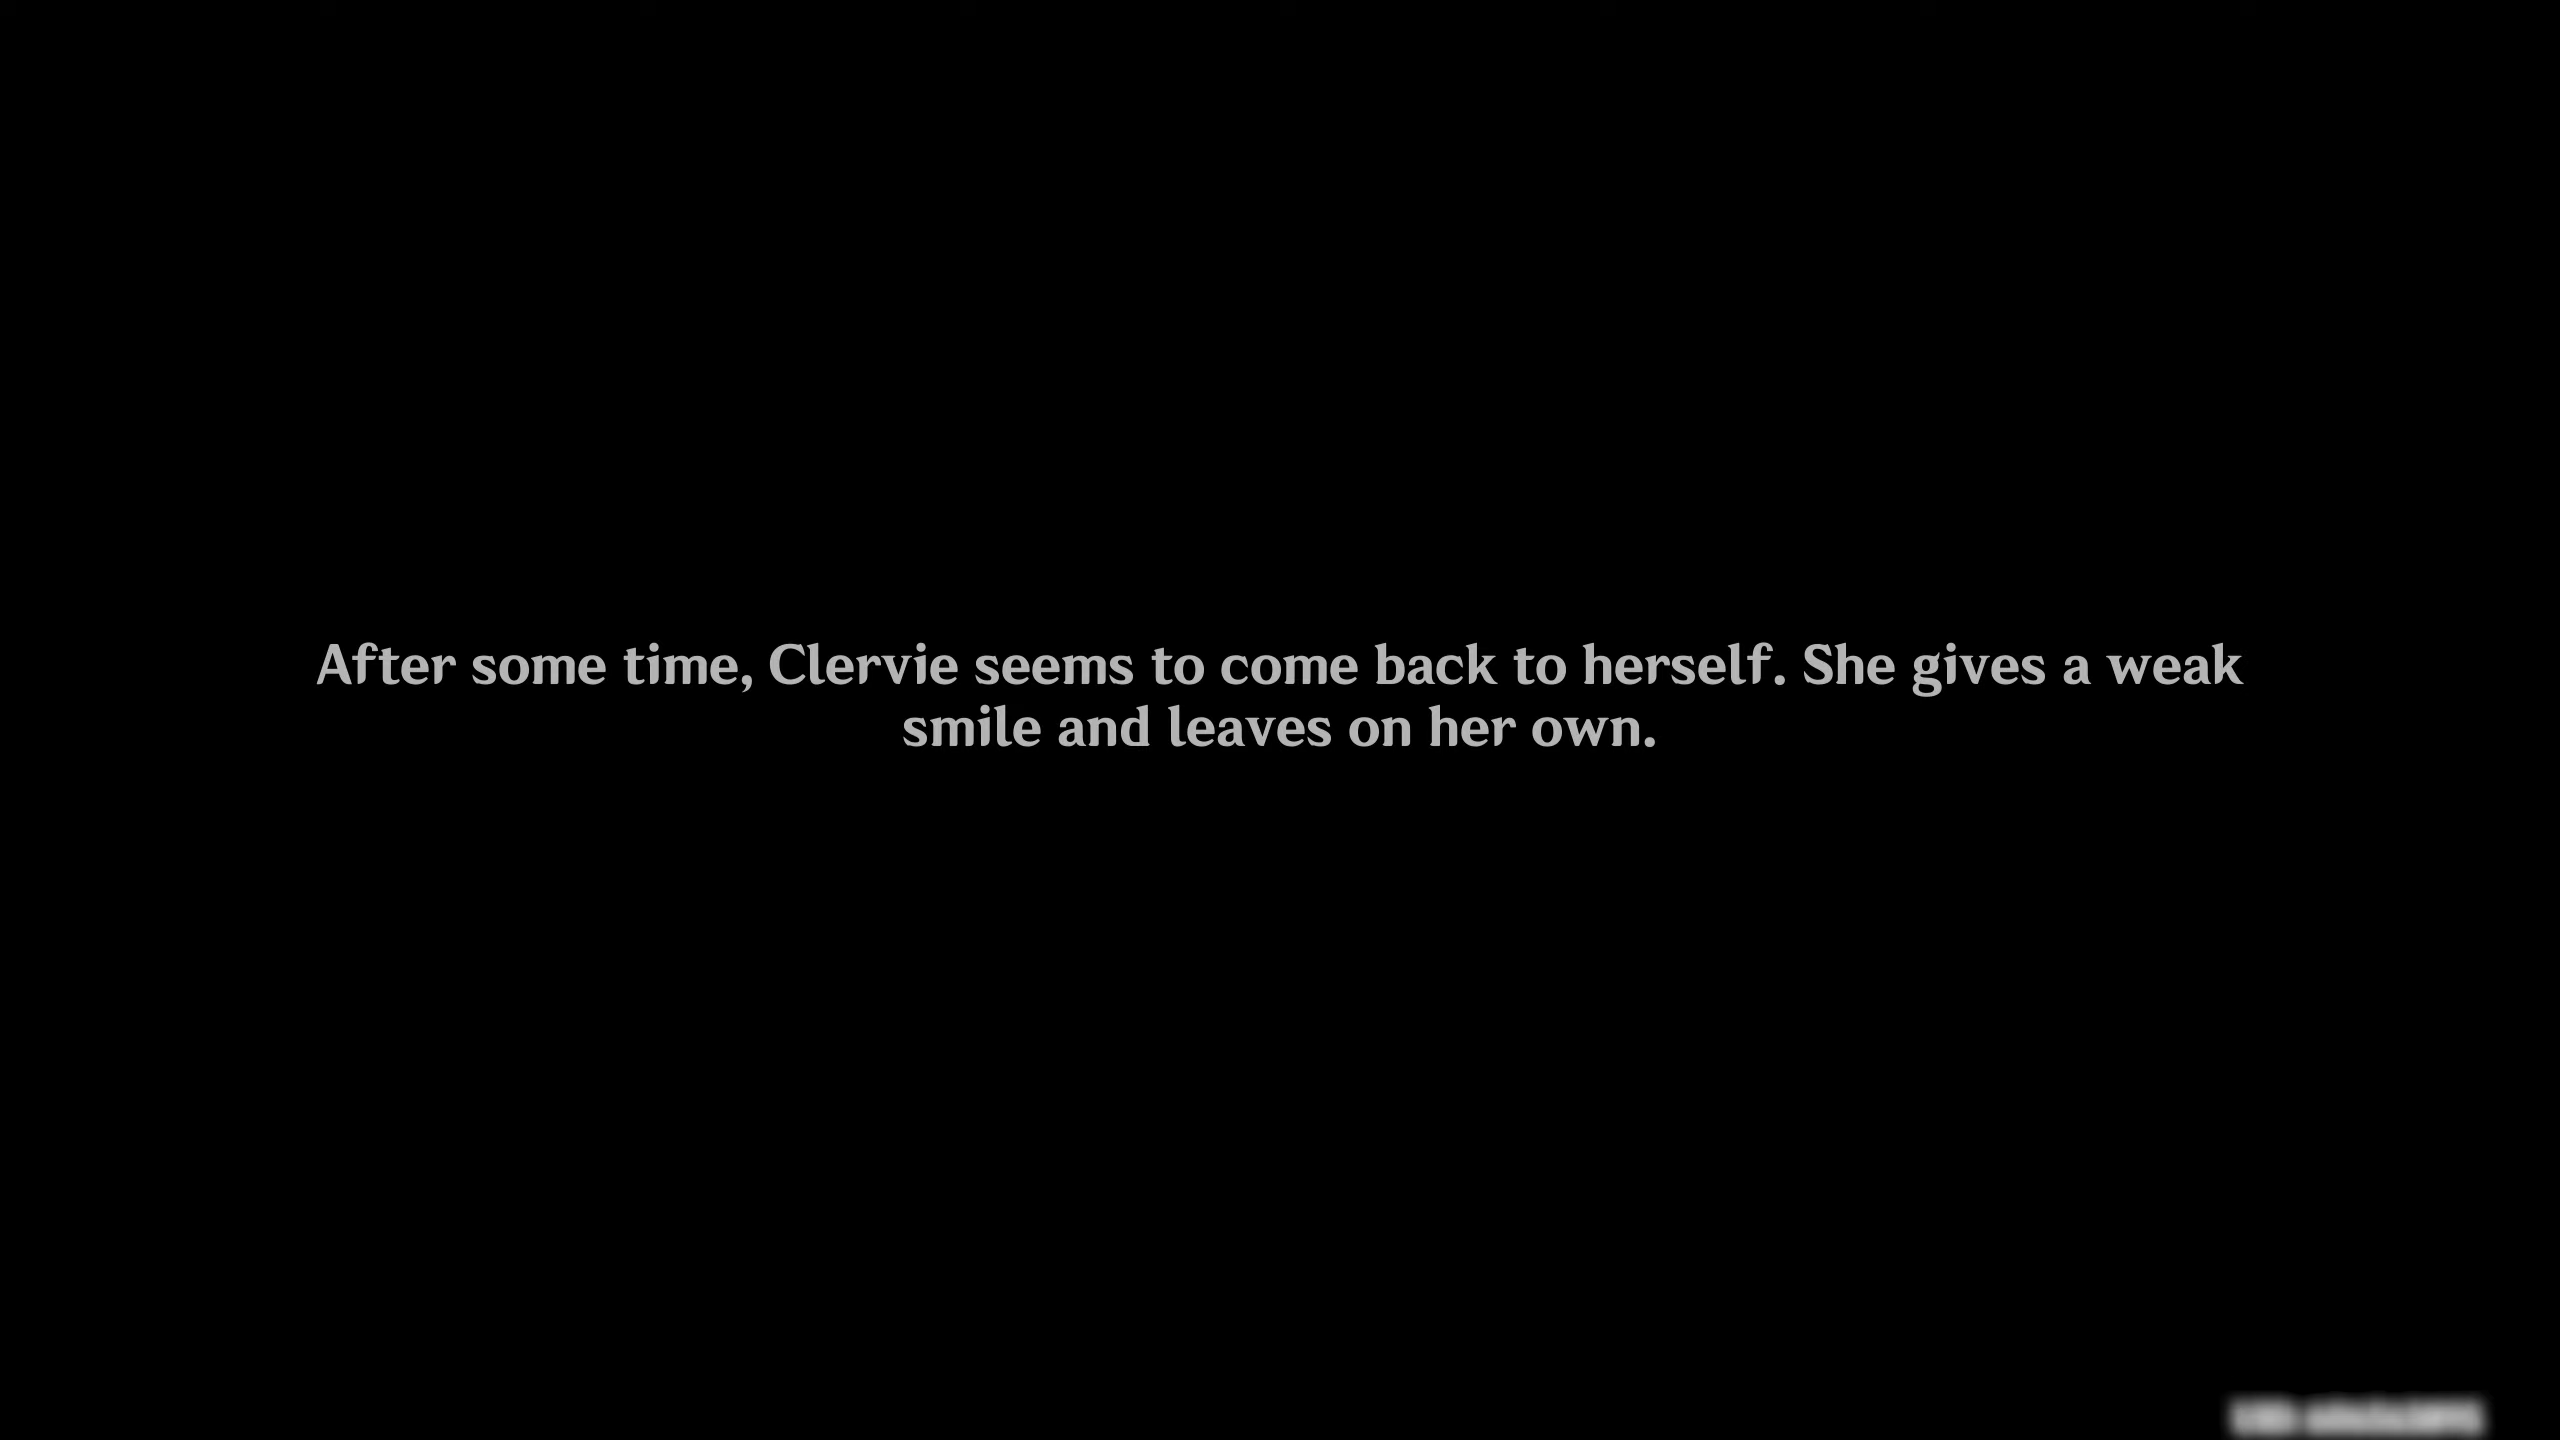 After some time, Clervie seems to come back to herself. She gives a weak
smile and leaves on her own.